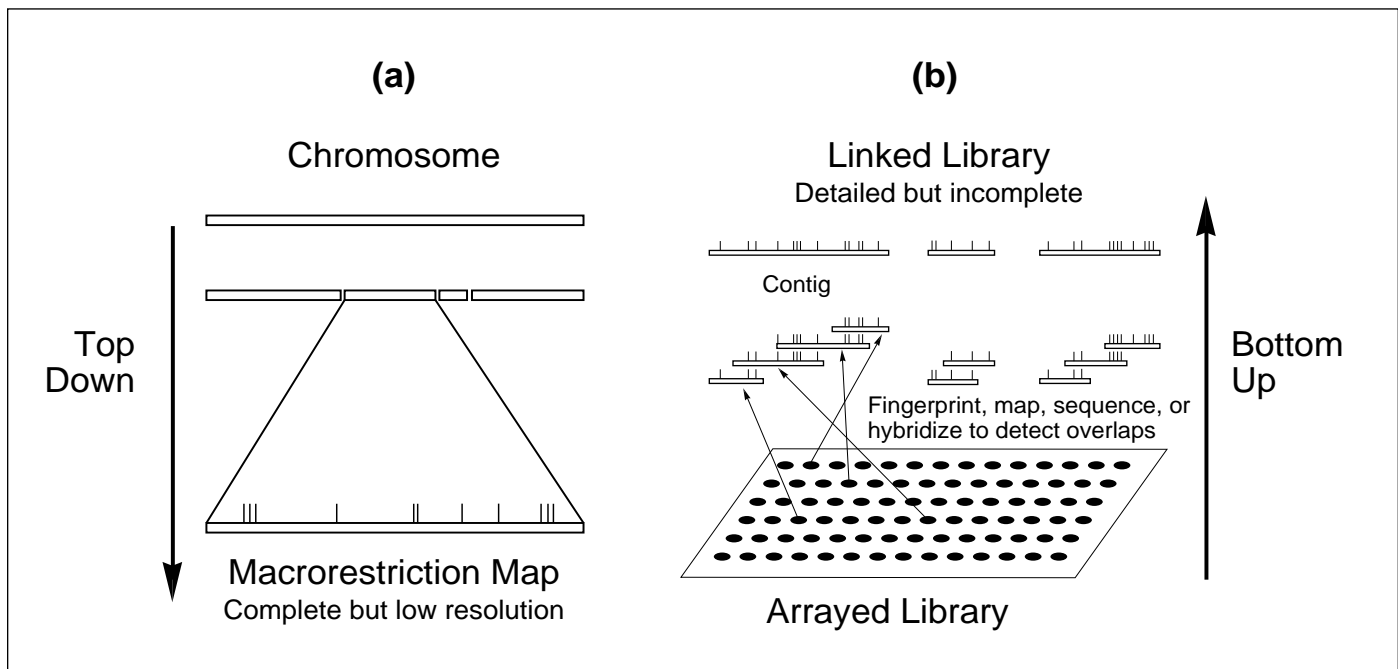 (a)
Chromosome
Top
Down
Macrorestriction Map
Complete but low resolution
(b)
Linked Library
Detailed but incomplete
Contig
Fingerprint, map, sequence, or
hybridize to detect overlaps
Arrayed Library
Bottom
Up